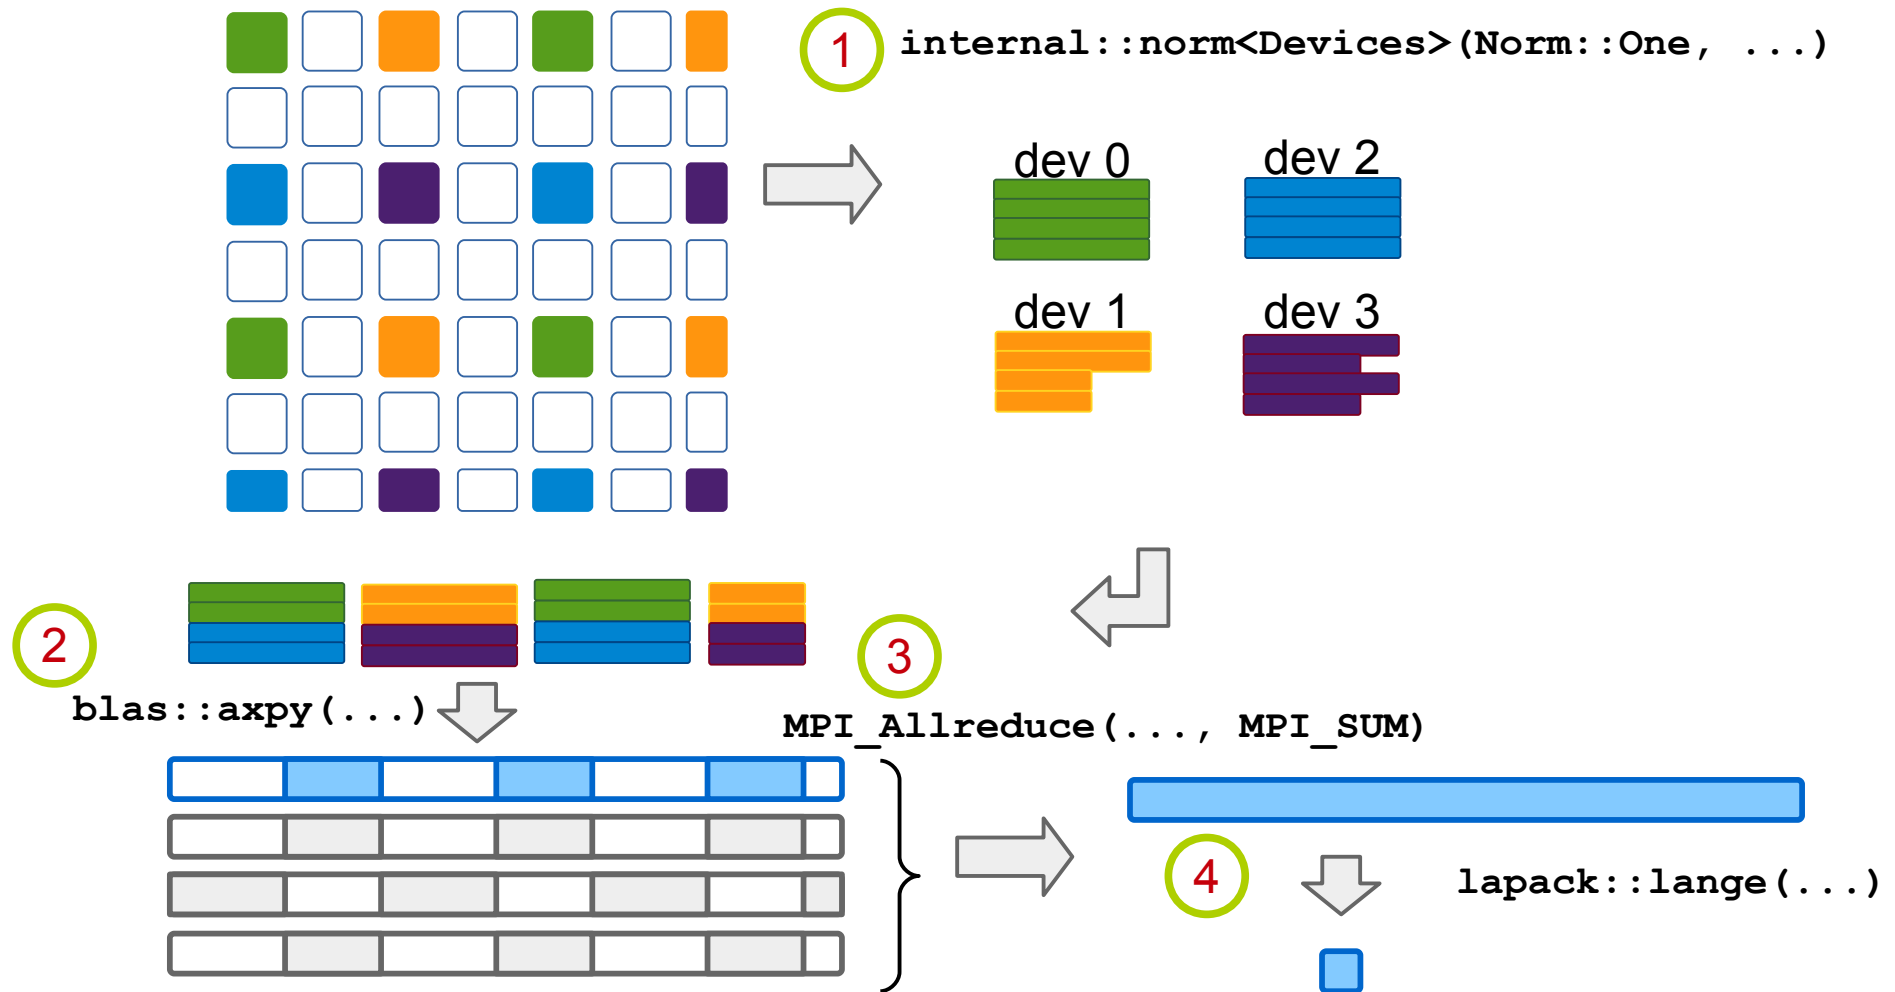 1
internal::norm<Devices>(Norm::One, ...)
dev 0
dev 2
dev 1
dev 3
2
blas::axpy(...)
3
MPI_Allreduce(..., MPI_SUM)
4
lapack::lange(...)